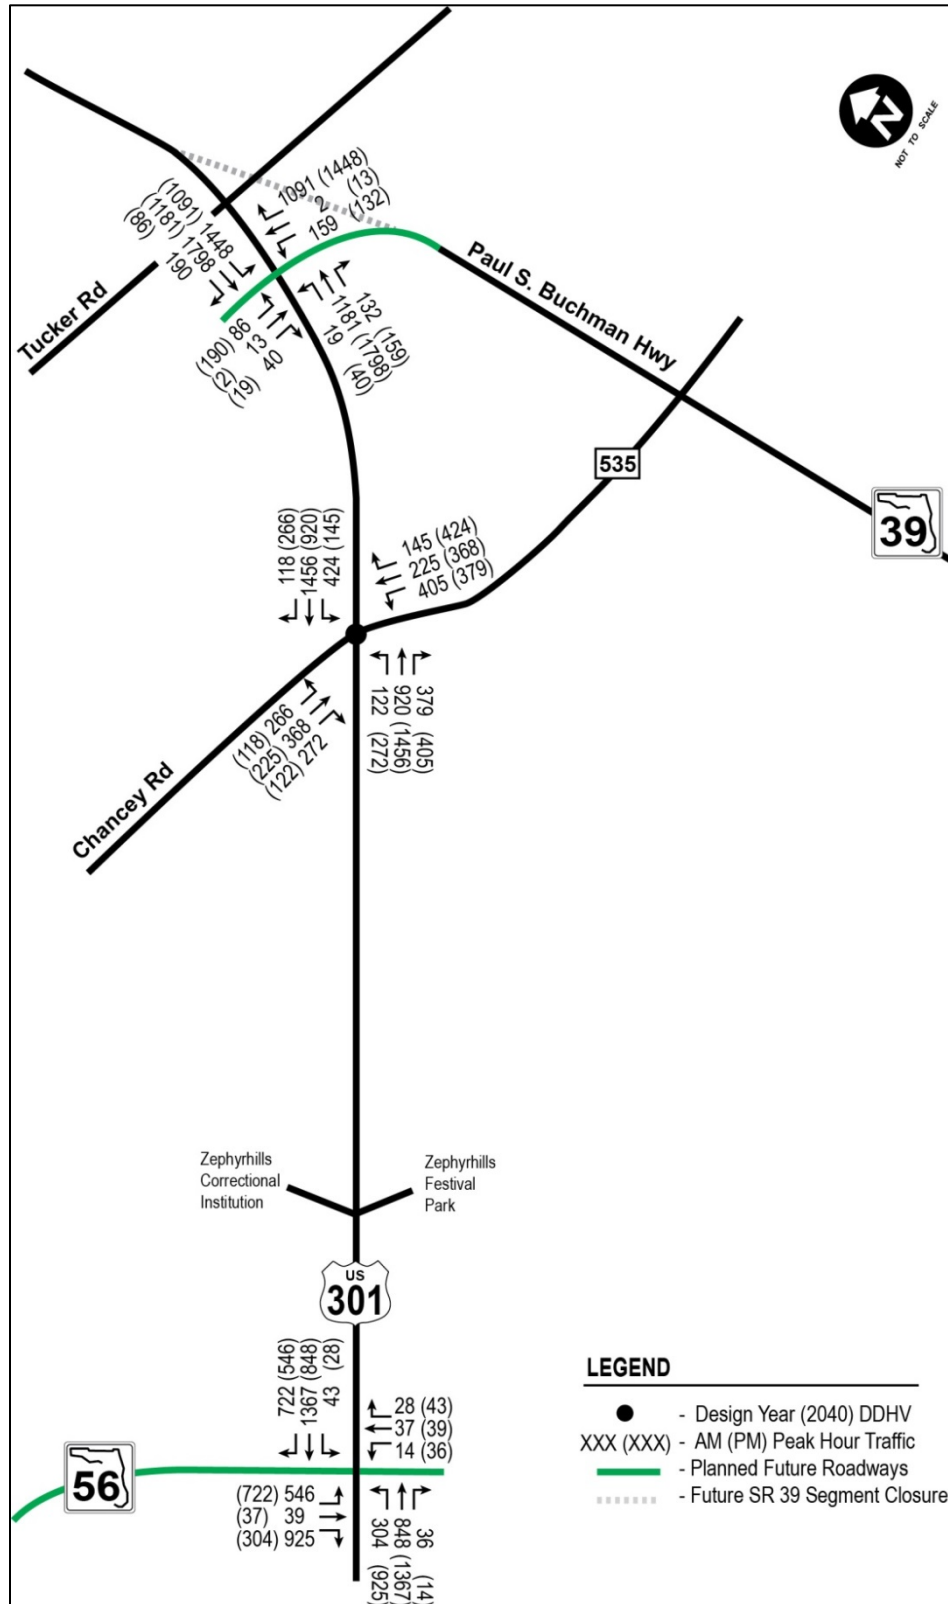 N
NOT TO SCALE
1091 (1448)
2 (13)
159 (132)
(1091) 1448
(1181) 1798
(86) 190
Tucker Rd
Paul S. Buchman Hwy
(190) 86
(2) 13
(19) 40
132 (159)
1181 (1798)
19 (40)
535
39
118 (266)
1456 (920)
424 (145)
145 (424)
225 (368)
405 (379)
(118) 266
(225) 368
(122) 272
379 (405)
920 (1456)
122 (272)
Chancey Rd
Zephyrhills
Correctional
Institution
Zephyrhills
Festival
Park
US
301
722 (546)
1367 (848)
43 (28)
28 (43)
37 (39)
14 (36)
56
(722) 546
(37) 39
(304) 925
36 (14)
848 (1367)
304 (925)
LEGEND
- Design Year (2040) DDHV
XXX (XXX) - AM (PM) Peak Hour Traffic
- Planned Future Roadways
- Future SR 39 Segment Closure